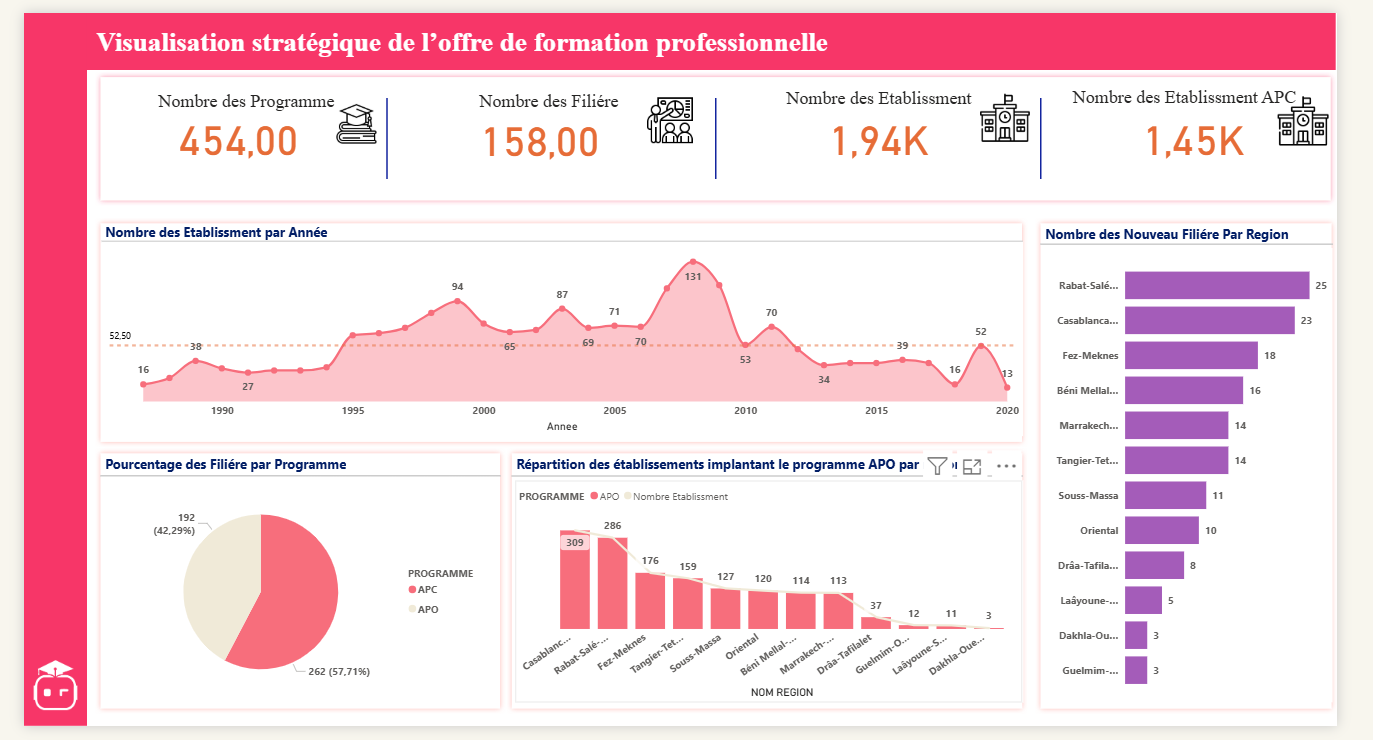 Visualisation stratégique de l’offre de formation professionnelle
Nombre des Programme
454,00
Nombre des Filiére
158,00
Nombre des Etablissment
1,94K
Nombre des Etablissment APC
1,45K
Nombre des Etablissment par Année
52,50
16
38
27
94
65
87
69
71
70
131
53
70
34
39
16
52
13
1990
1995
2000
2005
2010
2015
2020
Annee
Pourcentage des Filiére par Programme
192
(42,29%)
262 (57,71%)
PROGRAMME
APC
APO
Répartition des établissements implantant le programme APO par
PROGRAMME APO Nombre Etablissment
309
286
176
159
127
120
114
113
37
12
11
3
Casablanc...
Rabat-Salé-...
Fez-Meknes
Tangier-Tet...
Souss-Massa
Oriental
Béni Mellal-...
Marrakech-...
Drâa-Tafilalet
Guelmim-O...
Laâyoune-S...
Dakhla-Oue...
NOM REGION
Nombre des Nouveau Filiére Par Region
Rabat-Salé... 25
Casablanca... 23
Fez-Meknes 18
Béni Mellal... 16
Marrakech... 14
Tangier-Tet... 14
Souss-Massa 11
Oriental 10
Drâa-Tafila... 8
Laâyoune-... 5
Dakhla-Ou... 3
Guelmim-... 3